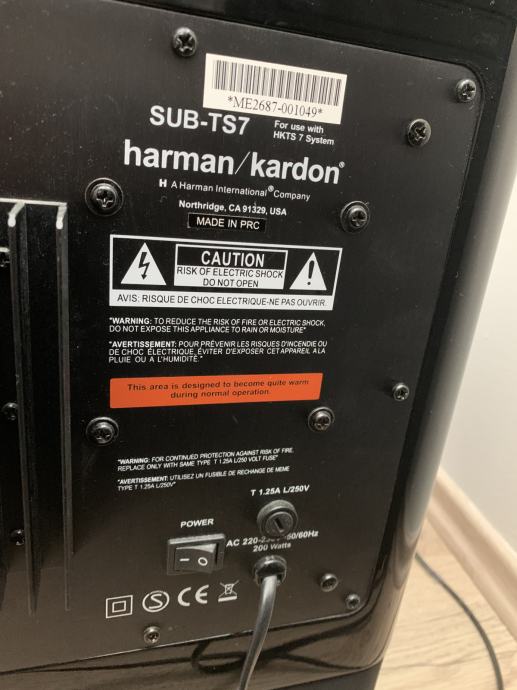 *ME2687-001049*
SUB-TS7
For use with
HKTS 7 System
harman/kardon®
H A Harman International® Company
Northridge, CA 91329, USA
MADE IN PRC
CAUTION
RISK OF ELECTRIC SHOCK
DO NOT OPEN
AVIS: RISQUE DE CHOC ELECTRIQUE-NE PAS OUVRIR.
"WARNING: TO REDUCE THE RISK OF FIRE OR ELECTRIC SHOCK,
DO NOT EXPOSE THIS APPLIANCE TO RAIN OR MOISTURE"
"AVERTISSEMENT: POUR PRÉVENIR LES RISQUES D'INCENDIE OU
DE CHOC ÉLECTRIQUE, ÉVITER D'EXPOSER CET APAREIL A LA
PLUIE OU A L'HUMIDITÉ."
This area is designed to become quite warm
during normal operation.
"WARNING: FOR CONTINUED PROTECTION AGAINST RISK OF FIRE.
REPLACE ONLY WITH SAME TYPE T 1.25A L/250 VOLT FUSE"
"AVERTISSEMENT: UTILISEZ UN FUSIBLE DE RECHANGE DE MEME
TYPE T 1.25A L/250V"
T 1.25A L/250V
POWER
AC 220-230V~50/60Hz
200 Watts
S CE